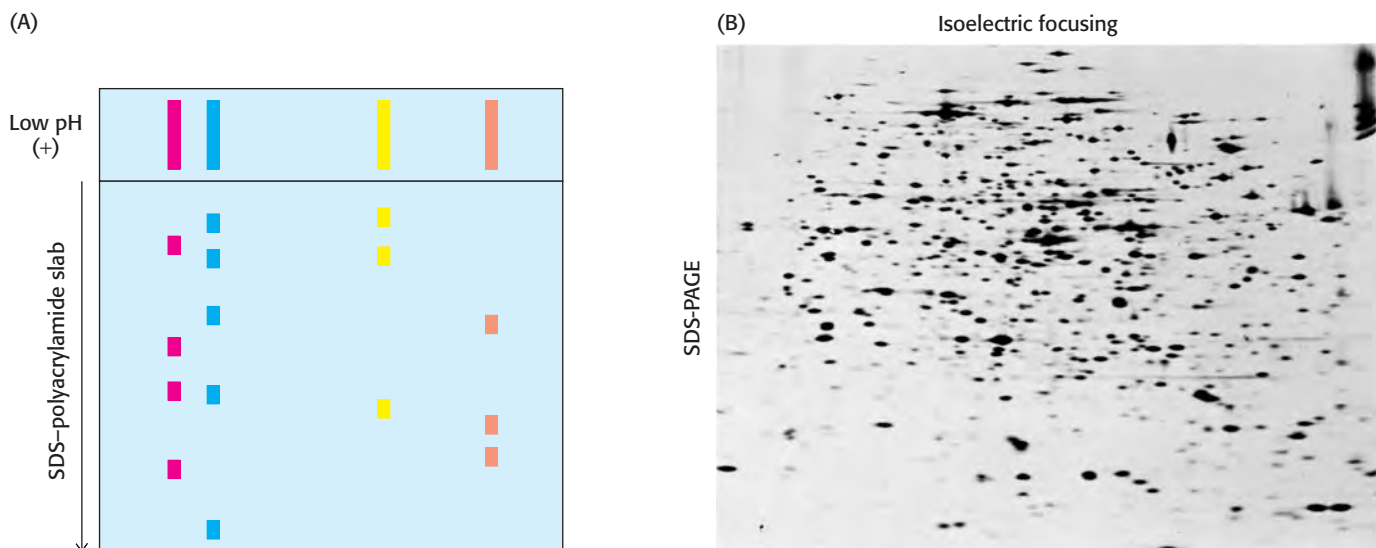 (A)
Low pH
(+)
SDS–polyacrylamide slab
(B)
Isoelectric focusing
SDS-PAGE